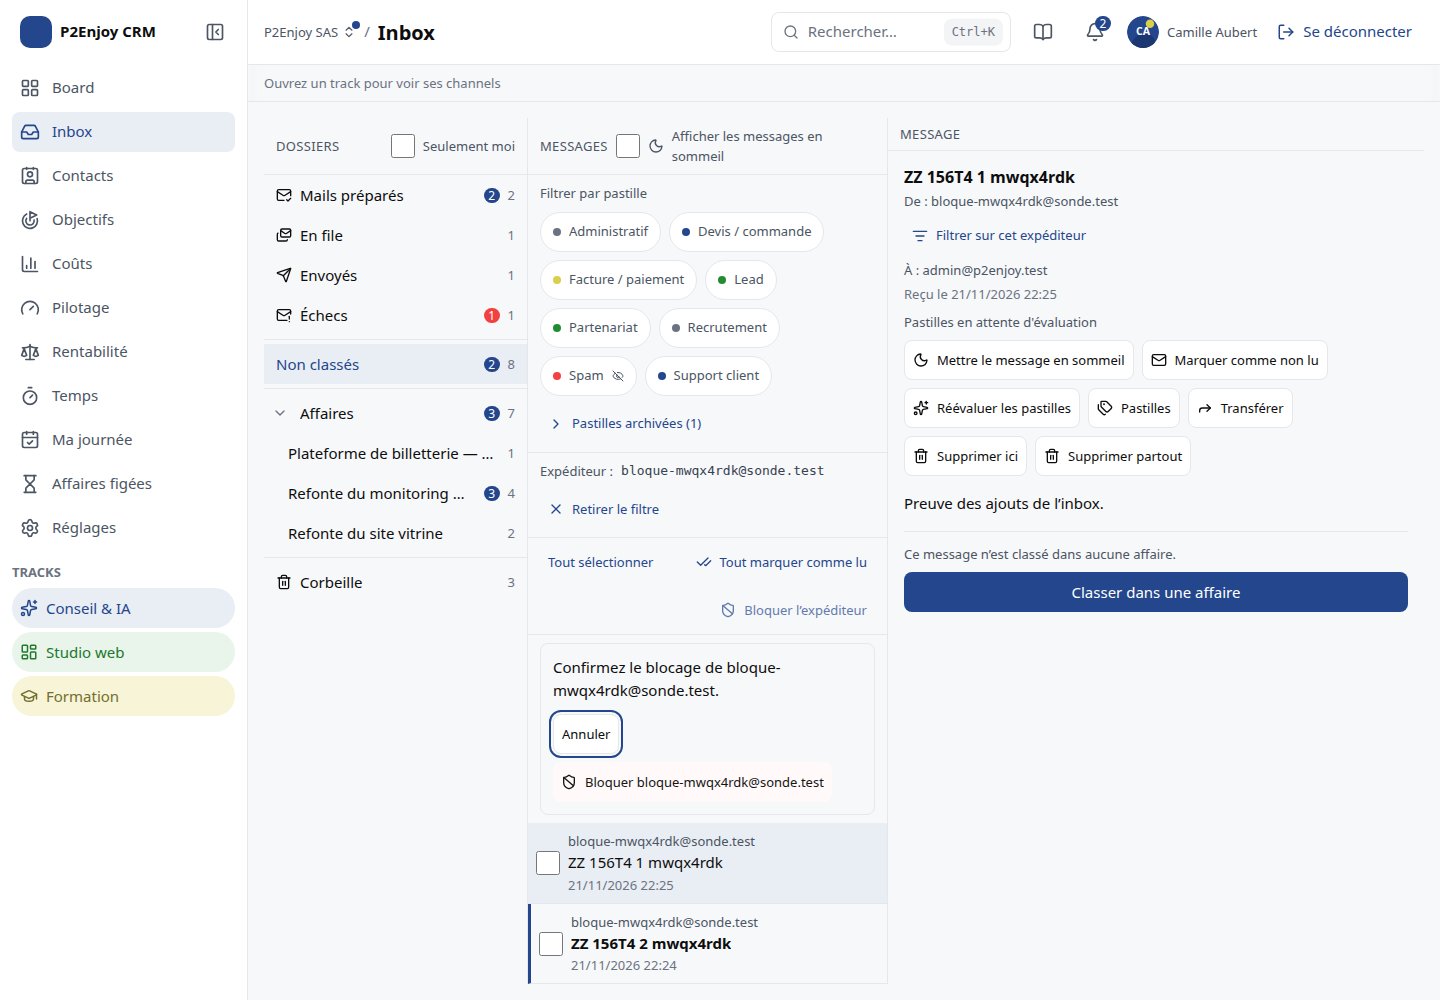 P2Enjoy CRM
Board
Inbox
Contacts
Objectifs
Coûts
Pilotage
Rentabilité
Temps
Ma journée
Affaires figées
Réglages
TRACKS
Conseil & IA
Studio web
Formation
P2Enjoy SAS / Inbox
Rechercher... Ctrl+K
2
CA Camille Aubert
Se déconnecter
Ouvrez un track pour voir ses channels
DOSSIERS Seulement moi
Mails préparés 2 2
En file 1
Envoyés 1
Échecs 1 1
Non classés 2 8
Affaires 3 7
Plateforme de billetterie — ... 1
Refonte du monitoring ... 3 4
Refonte du site vitrine 2
Corbeille 3
MESSAGES Afficher les messages en
sommeil
Filtrer par pastille
Administratif Devis / commande
Facture / paiement Lead
Partenariat Recrutement
Spam Support client
Pastilles archivées (1)
Expéditeur : bloque-mwqx4rdk@sonde.test
Retirer le filtre
Tout sélectionner Tout marquer comme lu
Bloquer l’expéditeur
Confirmez le blocage de bloque-
mwqx4rdk@sonde.test.
Annuler
Bloquer bloque-mwqx4rdk@sonde.test
bloque-mwqx4rdk@sonde.test
ZZ 156T4 1 mwqx4rdk
21/11/2026 22:25
bloque-mwqx4rdk@sonde.test
ZZ 156T4 2 mwqx4rdk
21/11/2026 22:24
MESSAGE
ZZ 156T4 1 mwqx4rdk
De : bloque-mwqx4rdk@sonde.test
Filtrer sur cet expéditeur
À : admin@p2enjoy.test
Reçu le 21/11/2026 22:25
Pastilles en attente d'évaluation
Mettre le message en sommeil Marquer comme non lu
Réévaluer les pastilles Pastilles Transférer
Supprimer ici Supprimer partout
Preuve des ajouts de l’inbox.
Ce message n’est classé dans aucune affaire.
Classer dans une affaire